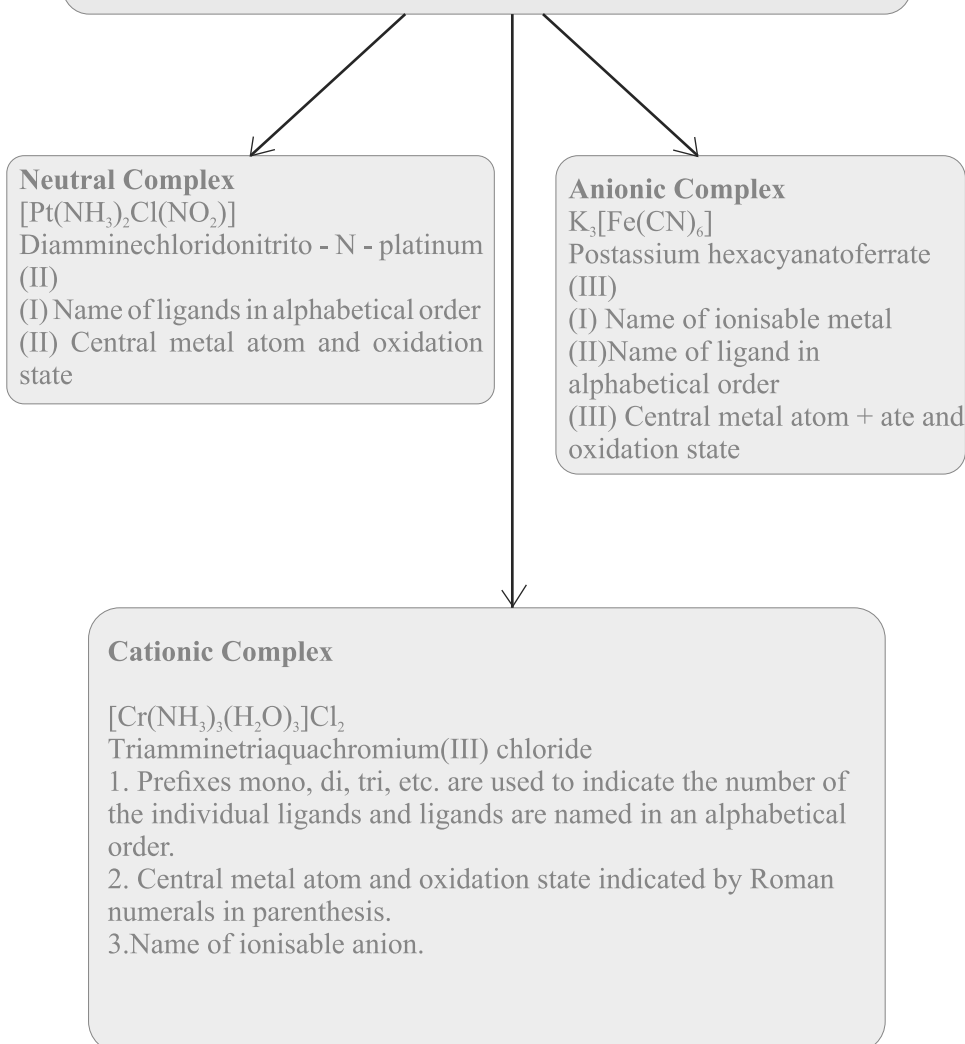 Neutral Complex
[Pt(NH₃)₂Cl(NO₂)]
Diamminechloridonitrito - N - platinum
(II)
(I) Name of ligands in alphabetical order
(II) Central metal atom and oxidation
state
Anionic Complex
K₃[Fe(CN)₆]
Postassium hexacyanatoferrate
(III)
(I) Name of ionisable metal
(II)Name of ligand in
alphabetical order
(III) Central metal atom + ate and
oxidation state
Cationic Complex
[Cr(NH₃)₃(H₂O)₃]Cl₂
Triamminetriaquachromium(III) chloride
1. Prefixes mono, di, tri, etc. are used to indicate the number of
the individual ligands and ligands are named in an alphabetical
order.
2. Central metal atom and oxidation state indicated by Roman
numerals in parenthesis.
3.Name of ionisable anion.